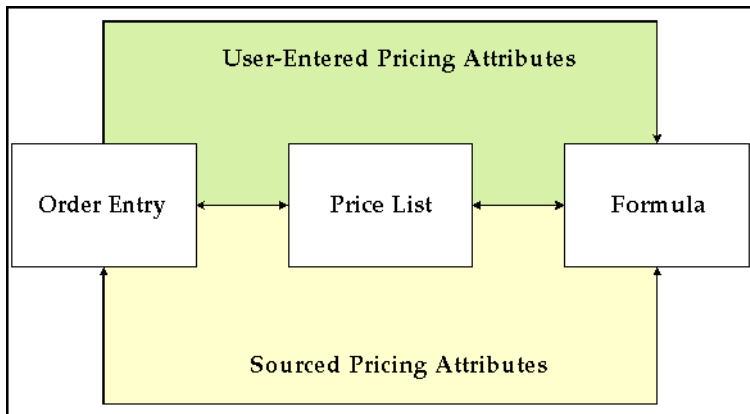 User-Entered Pricing Attributes
Order Entry
Price List
Formula
Sourced Pricing Attributes